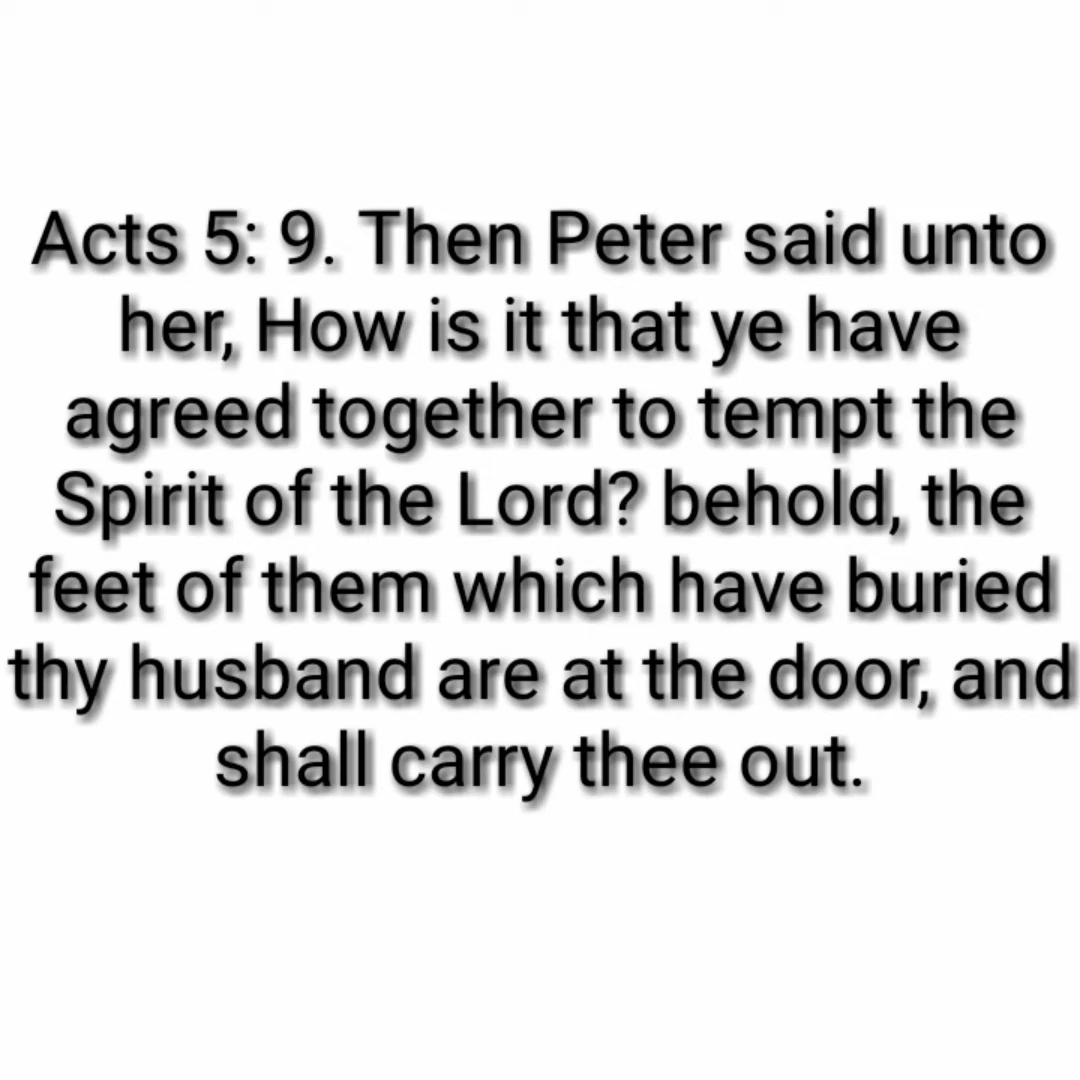 Acts 5: 9. Then Peter said unto
her, How is it that ye have
agreed together to tempt the
Spirit of the Lord? behold, the
feet of them which have buried
thy husband are at the door, and
shall carry thee out.